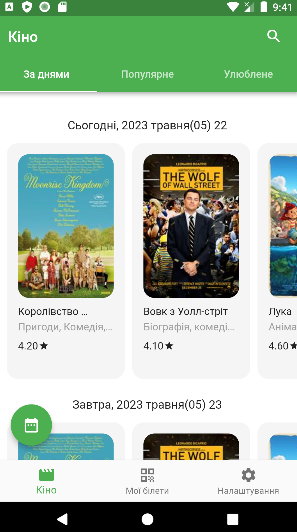 9:41
Кіно
За днями
Популярне
Улюблене
Сьогодні, 2023 травня(05) 22
Moonrise Kingdom
LEONARDO DiCAPRIO
THE WOLF
OF WALL STREET
Королівство ...
Вовк з Уолл-стріт
Лука
Пригоди, Комедія,...
Біографія, комеді...
Аніма
4.20★
4.10★
4.60★
Завтра, 2023 травня(05) 23
Moonrise Kingdom
THE WOLF
Кіно
Мої білети
Налаштування